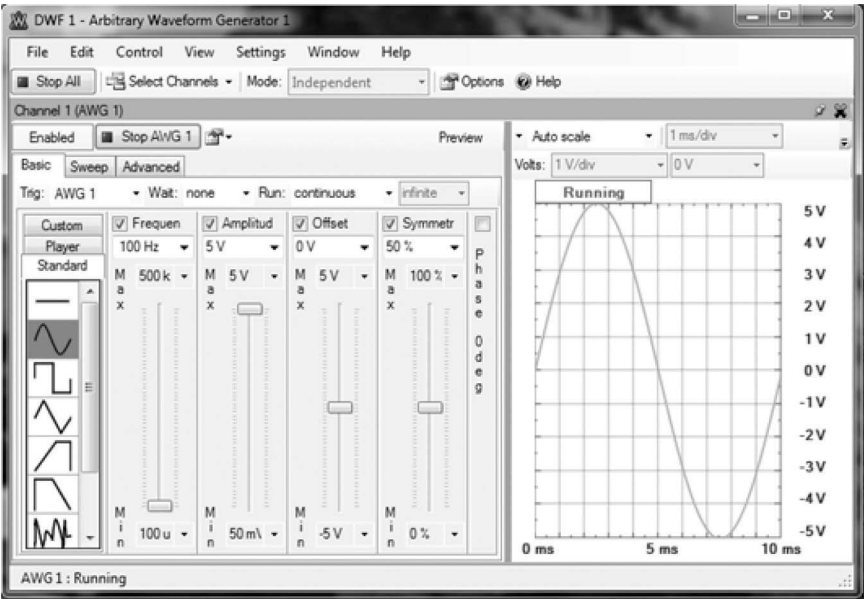 DWF 1 - Arbitrary Waveform Generator 1
File Edit Control View Settings Window Help
Stop All Select Channels Mode: Independent Options Help
Channel 1 (AWG 1)
Enabled Stop AWG 1 Preview
Auto scale 1 ms/div
Basic Sweep Advanced
Volts: 1 V/div 0 V
Trig: AWG 1 Wait: none Run: continuous infinite
Running
Custom
Player
Standard
Frequen Amplitud Offset Symmetr
100 Hz 5 V 0 V 50 %
Max 500 k Max 5 V Max 5 V Max 100 %
Min 100 u Min 50 m\ Min -5 V Min 0 %
Phase 0deg
5 V
4 V
3 V
2 V
1 V
0 V
-1 V
-2 V
-3 V
-4 V
-5 V
0 ms 5 ms 10 ms
AWG 1 : Running